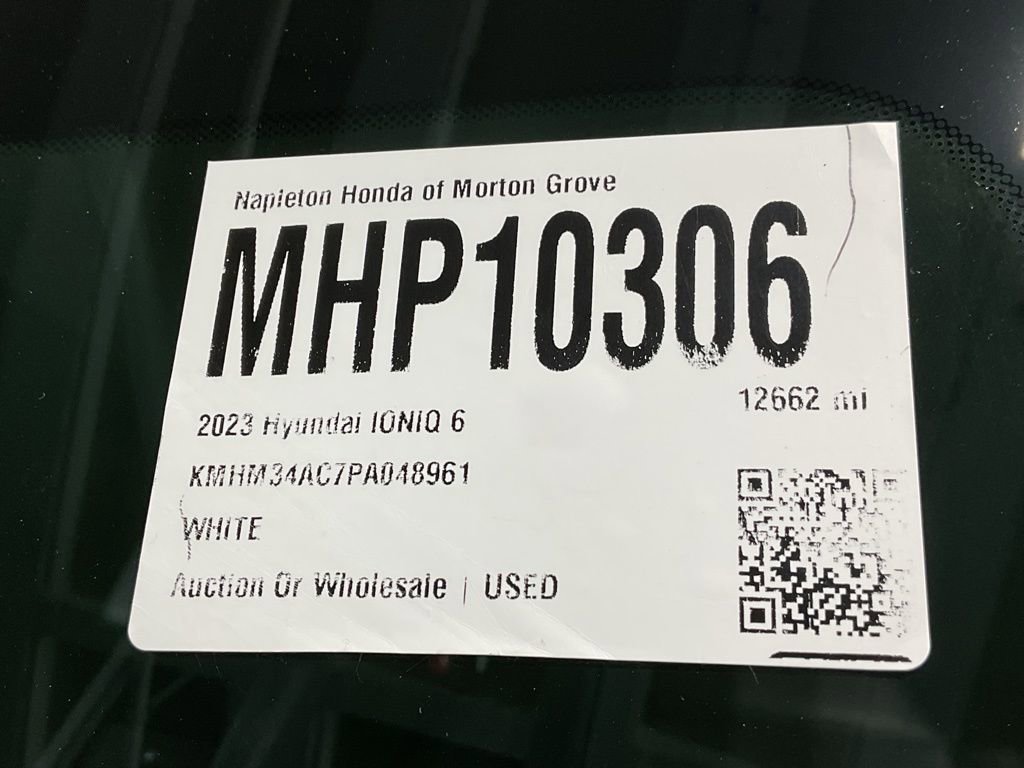 Napleton Honda of Morton Grove
MHP10306
12662 mi
2023 Hyundai IONIQ 6
KMHM34AC7PA048961
WHITE
Auction Or Wholesale | USED